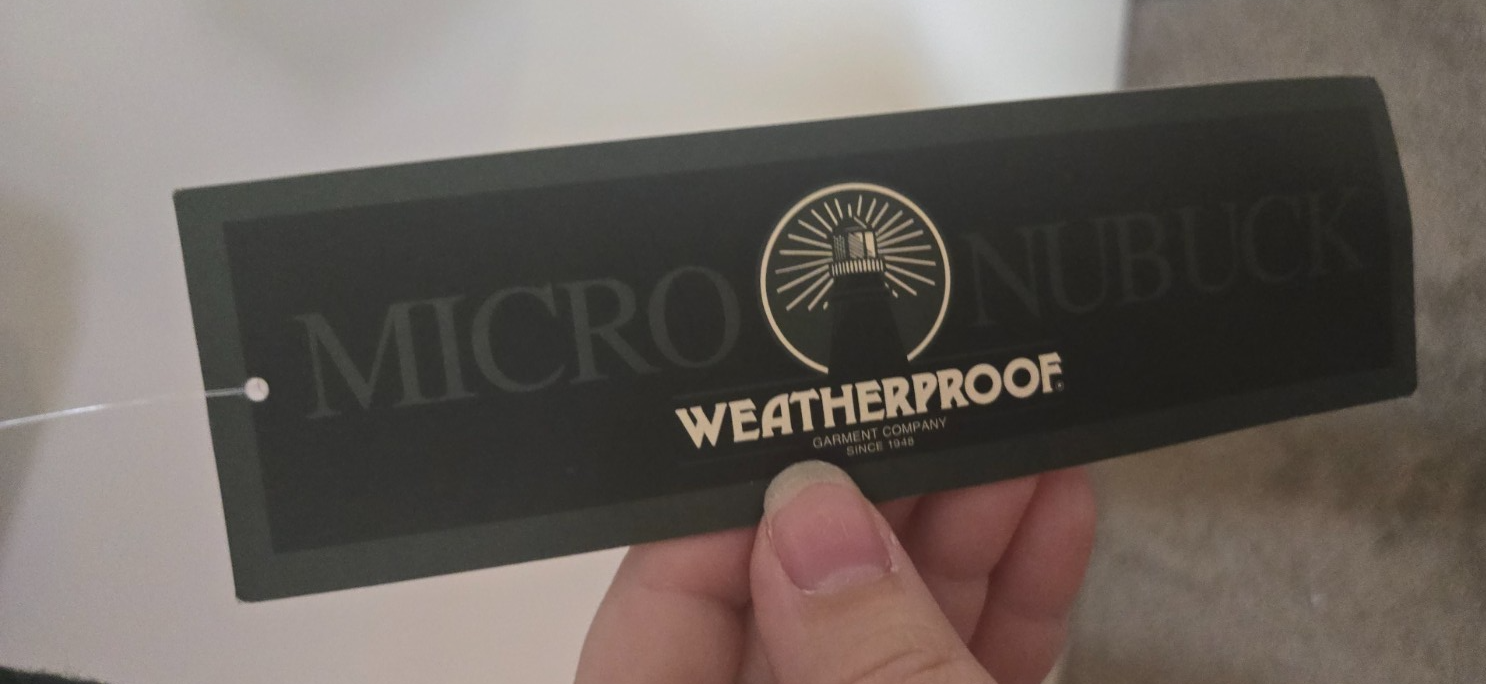 MICRO NUBUCK
WEATHERPROOF®
GARMENT COMPANY
SINCE 1948